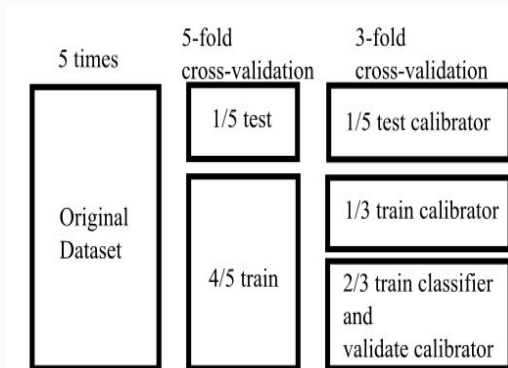 5 times
Original
Dataset
5-fold
cross-validation
1/5 test
4/5 train
3-fold
cross-validation
1/5 test calibrator
1/3 train calibrator
2/3 train classifier
and
validate calibrator